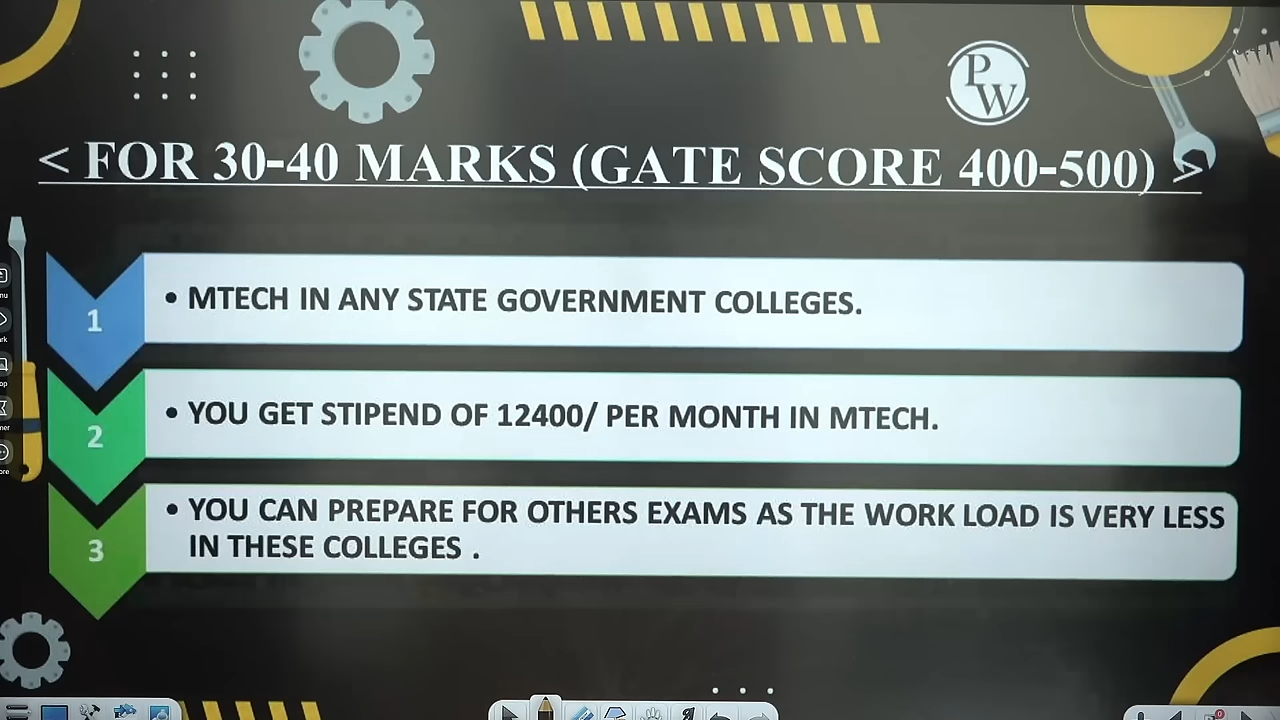 PW
< FOR 30-40 MARKS (GATE SCORE 400-500) >
1
• MTECH IN ANY STATE GOVERNMENT COLLEGES.
2
• YOU GET STIPEND OF 12400/ PER MONTH IN MTECH.
3
• YOU CAN PREPARE FOR OTHERS EXAMS AS THE WORK LOAD IS VERY LESS
IN THESE COLLEGES .